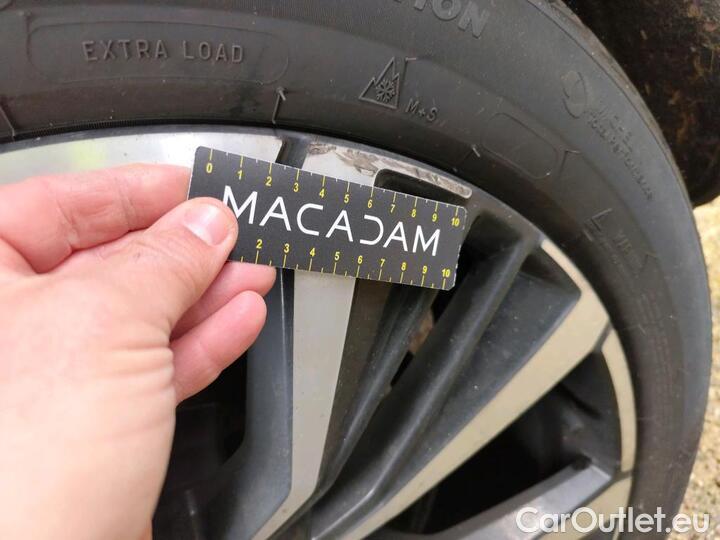 ION
EXTRA LOAD
M+S
0 1 2 3 4 5 6 7 8 9 10
MACADAM
2 3 4 5 6 7 8 9 10
CarOutlet.eu